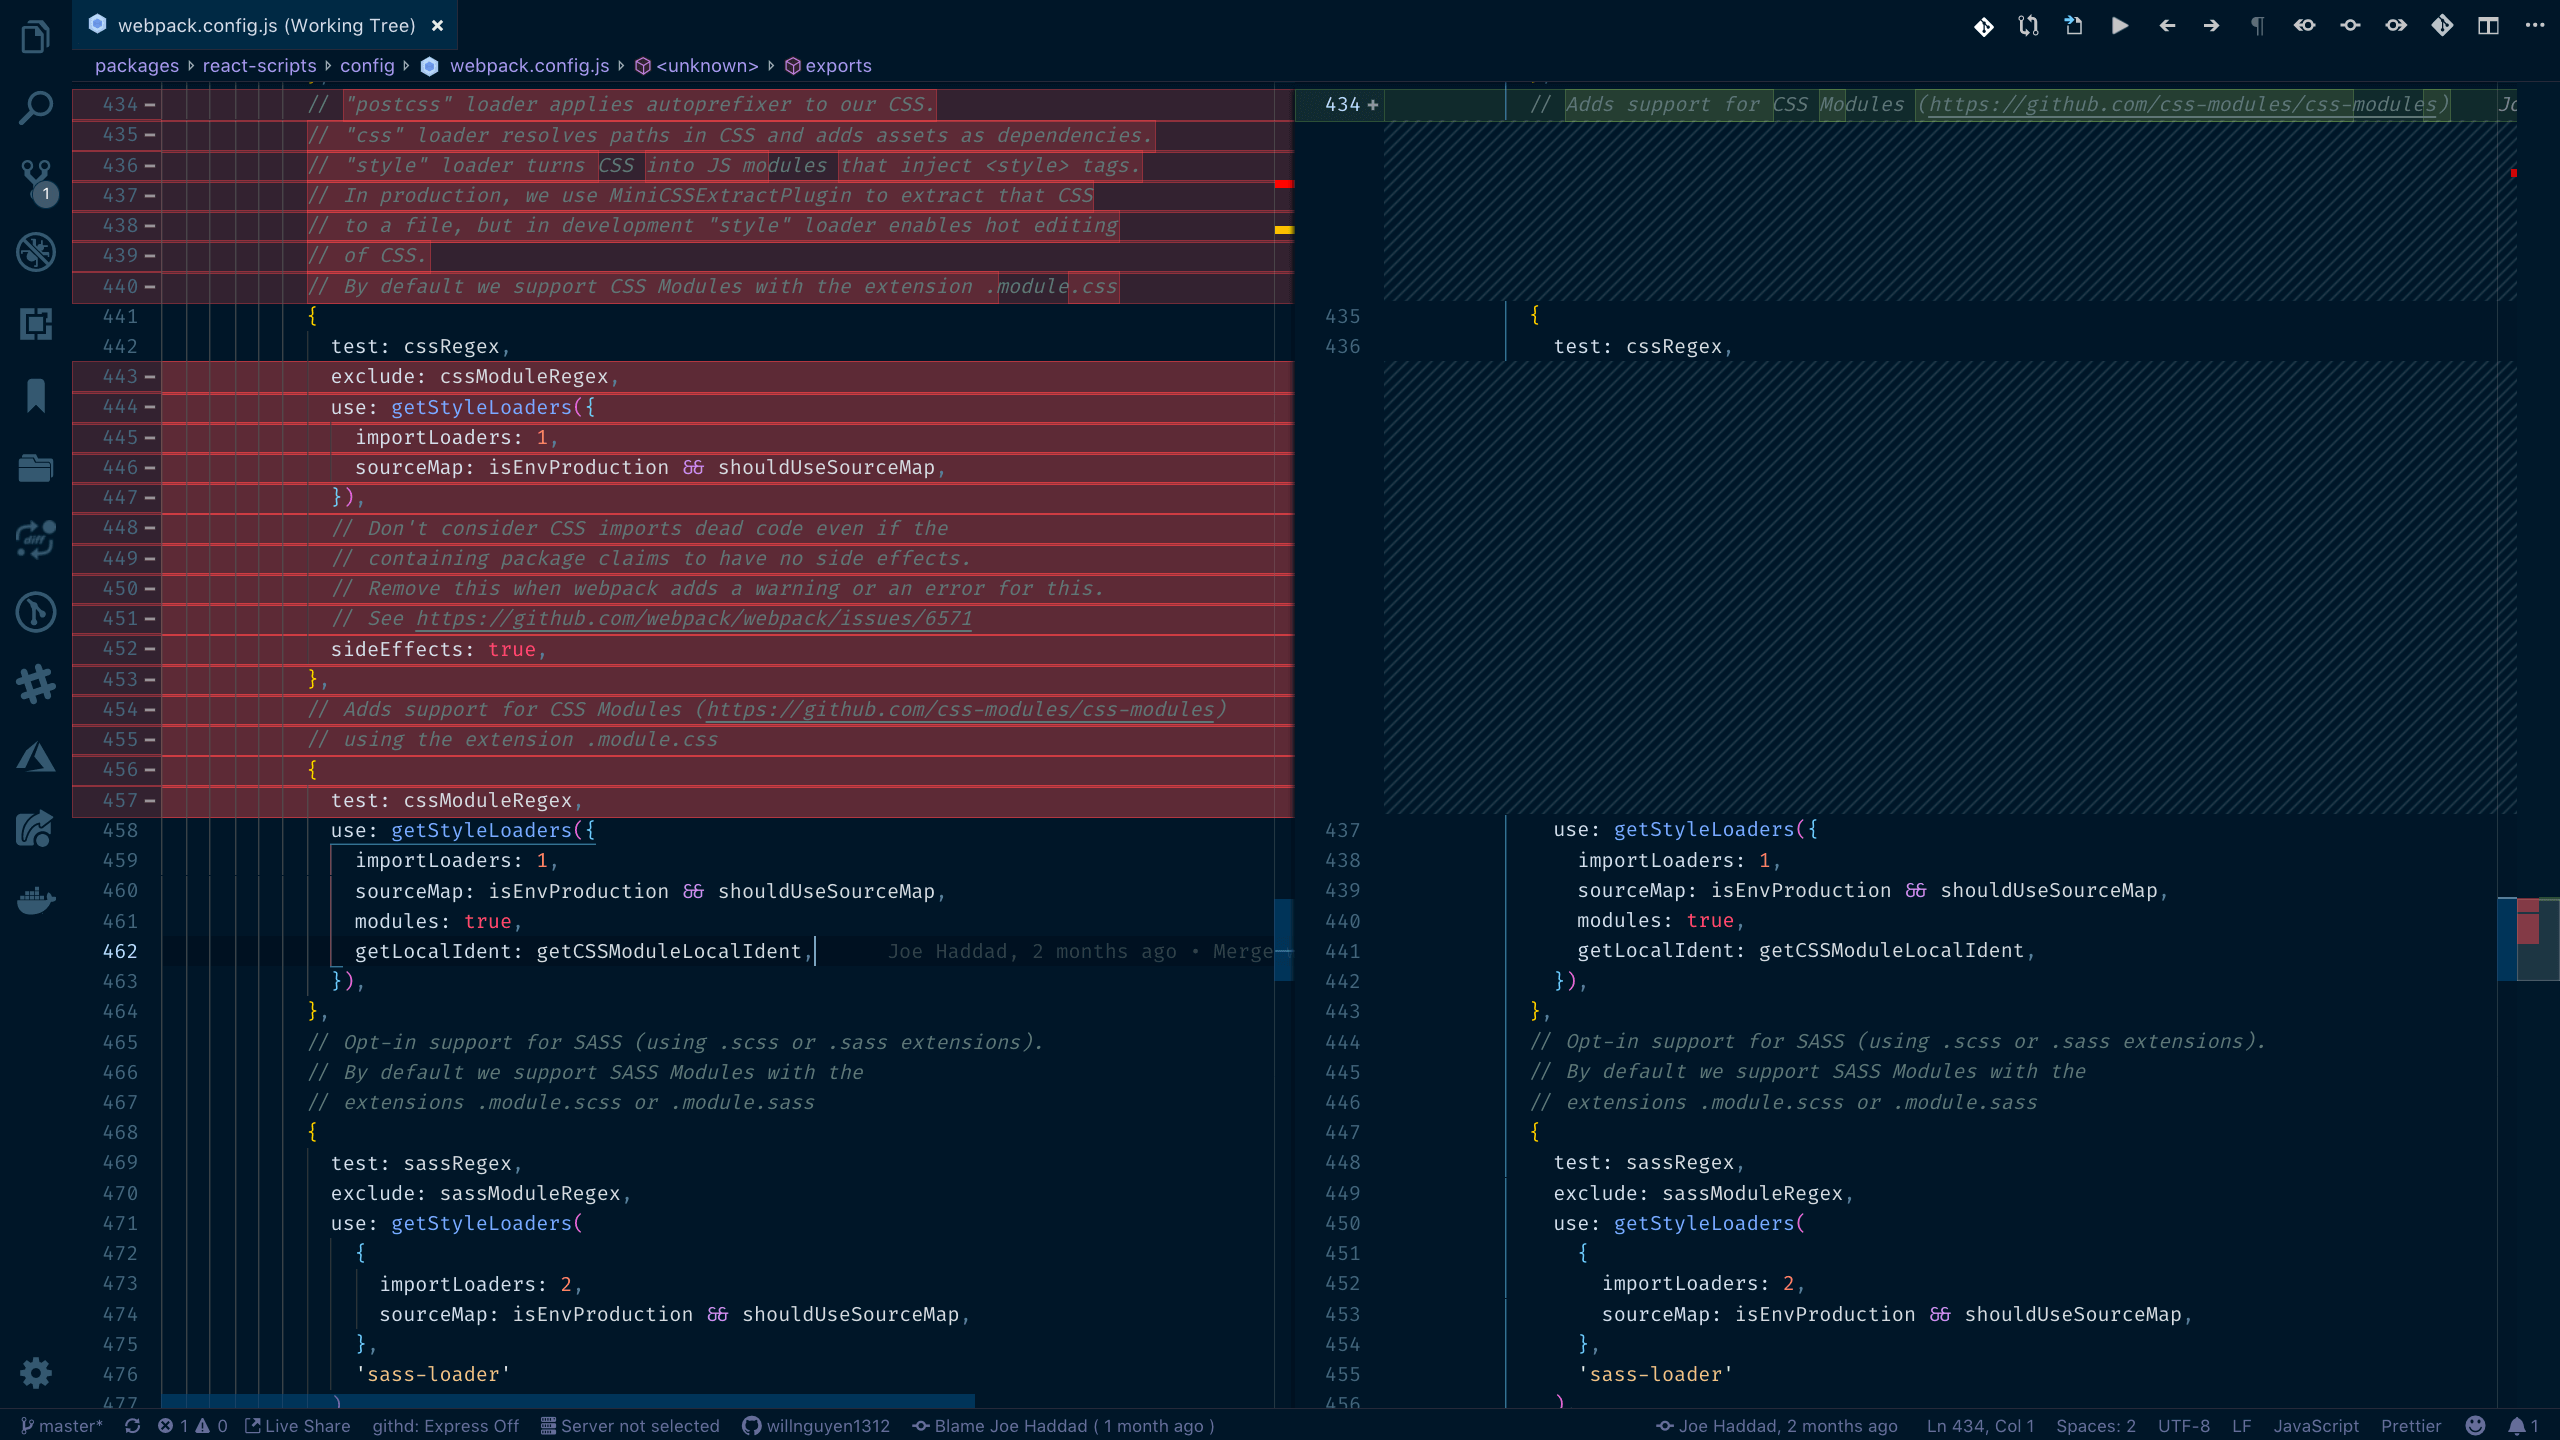 webpack.config.js (Working Tree)
packages › react-scripts › config › webpack.config.js › <unknown> › exports
434 − // "postcss" loader applies autoprefixer to our CSS.
435 − // "css" loader resolves paths in CSS and adds assets as dependencies.
436 − // "style" loader turns CSS into JS modules that inject <style> tags.
437 − // In production, we use MiniCSSExtractPlugin to extract that CSS
438 − // to a file, but in development "style" loader enables hot editing
439 − // of CSS.
440 − // By default we support CSS Modules with the extension .module.css
441 {
442 test: cssRegex,
443 − exclude: cssModuleRegex,
444 − use: getStyleLoaders({
445 − importLoaders: 1,
446 − sourceMap: isEnvProduction && shouldUseSourceMap,
447 − }),
448 − // Don't consider CSS imports dead code even if the
449 − // containing package claims to have no side effects.
450 − // Remove this when webpack adds a warning or an error for this.
451 − // See https://github.com/webpack/webpack/issues/6571
452 − sideEffects: true,
453 − },
454 − // Adds support for CSS Modules (https://github.com/css-modules/css-modules)
455 − // using the extension .module.css
456 − {
457 − test: cssModuleRegex,
458 use: getStyleLoaders({
459 importLoaders: 1,
460 sourceMap: isEnvProduction && shouldUseSourceMap,
461 modules: true,
462 getLocalIdent: getCSSModuleLocalIdent, Joe Haddad, 2 months ago • Merge
463 }),
464 },
465 // Opt-in support for SASS (using .scss or .sass extensions).
466 // By default we support SASS Modules with the
467 // extensions .module.scss or .module.sass
468 {
469 test: sassRegex,
470 exclude: sassModuleRegex,
471 use: getStyleLoaders(
472 {
473 importLoaders: 2,
474 sourceMap: isEnvProduction && shouldUseSourceMap,
475 },
476 'sass-loader'
477 )
434 + // Adds support for CSS Modules (https://github.com/css-modules/css-modules) Jo
435 {
436 test: cssRegex,
437 use: getStyleLoaders({
438 importLoaders: 1,
439 sourceMap: isEnvProduction && shouldUseSourceMap,
440 modules: true,
441 getLocalIdent: getCSSModuleLocalIdent,
442 }),
443 },
444 // Opt-in support for SASS (using .scss or .sass extensions).
445 // By default we support SASS Modules with the
446 // extensions .module.scss or .module.sass
447 {
448 test: sassRegex,
449 exclude: sassModuleRegex,
450 use: getStyleLoaders(
451 {
452 importLoaders: 2,
453 sourceMap: isEnvProduction && shouldUseSourceMap,
454 },
455 'sass-loader'
456 )
1
diff
master* 1 0 Live Share githd: Express Off Server not selected willnguyen1312 Blame Joe Haddad ( 1 month ago ) Joe Haddad, 2 months ago Ln 434, Col 1 Spaces: 2 UTF-8 LF JavaScript Prettier 1